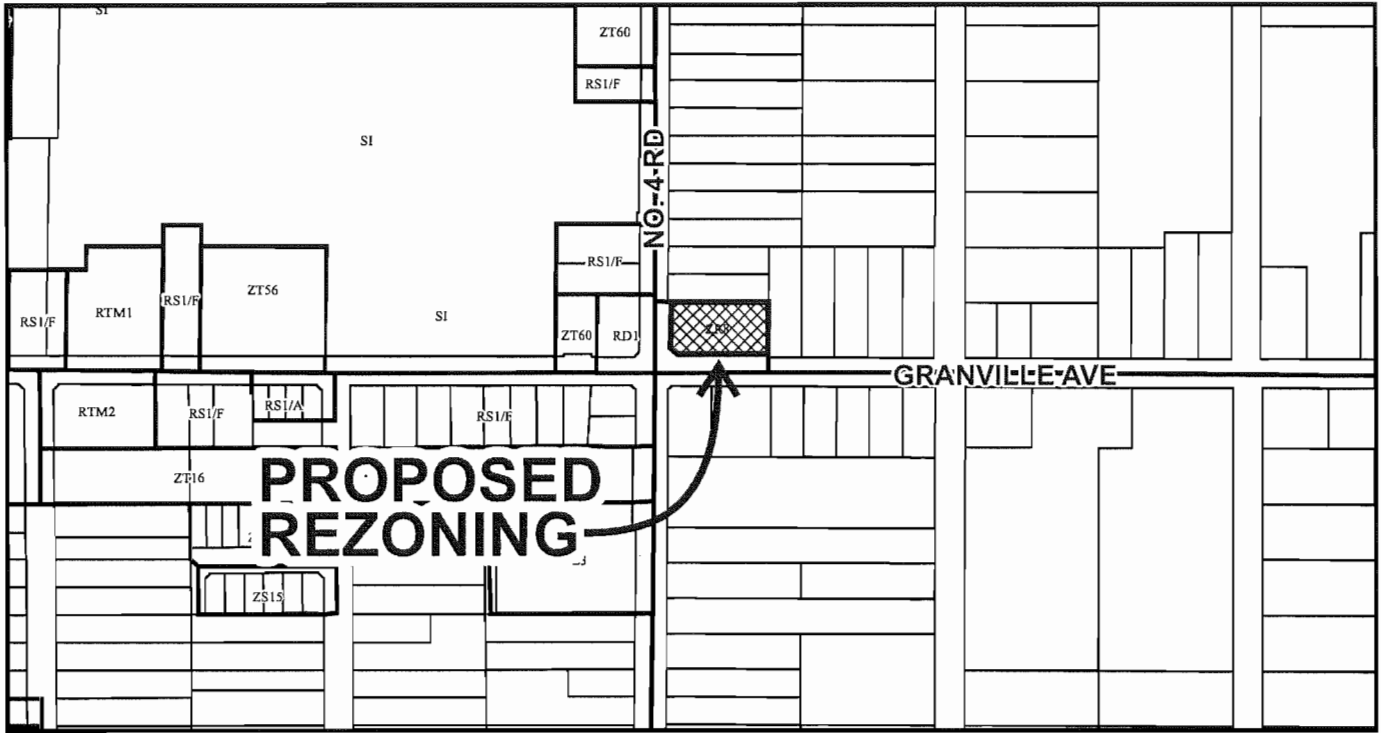 SI
ZT60
RS1/F
SI
NO. 4 RD
RS1/F
ZT56
RS1/F
RTM1
RS1/F
SI
ZT60
RD1
GRANVILLE AVE
RTM2
RS1/F
RS1/A
RS1/F
ZT16
PROPOSED
REZONING
ZS15